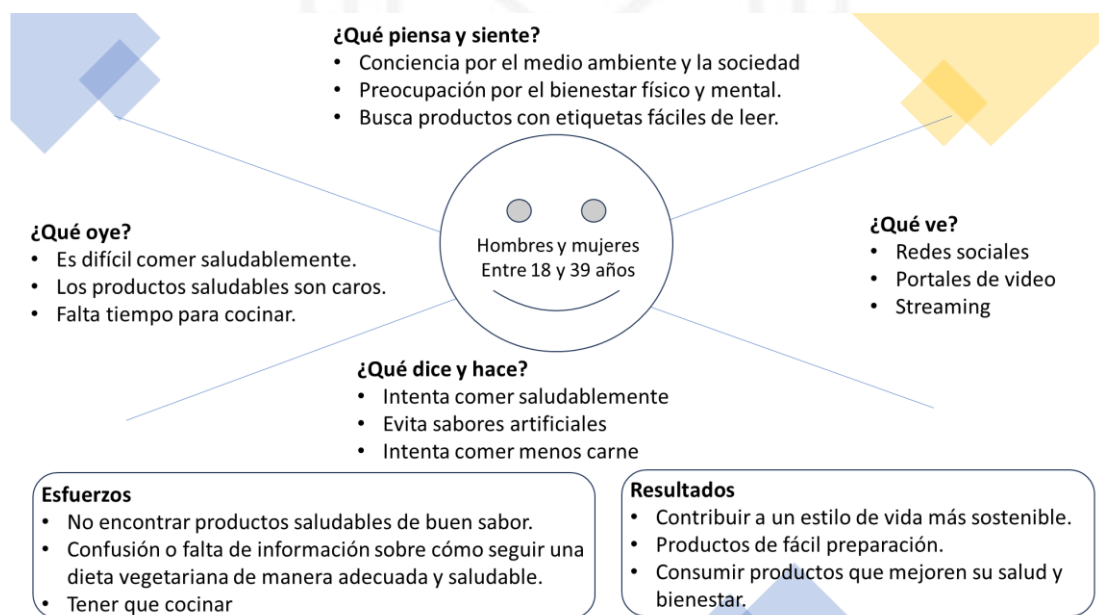 ¿Qué piensa y siente?
• Conciencia por el medio ambiente y la sociedad
• Preocupación por el bienestar físico y mental.
• Busca productos con etiquetas fáciles de leer.
¿Qué oye?
• Es difícil comer saludablemente.
• Los productos saludables son caros.
• Falta tiempo para cocinar.
Hombres y mujeres
Entre 18 y 39 años
¿Qué ve?
• Redes sociales
• Portales de video
• Streaming
¿Qué dice y hace?
• Intenta comer saludablemente
• Evita sabores artificiales
• Intenta comer menos carne
Esfuerzos
• No encontrar productos saludables de buen sabor.
• Confusión o falta de información sobre cómo seguir una
dieta vegetariana de manera adecuada y saludable.
• Tener que cocinar
Resultados
• Contribuir a un estilo de vida más sostenible.
• Productos de fácil preparación.
• Consumir productos que mejoren su salud y
bienestar.